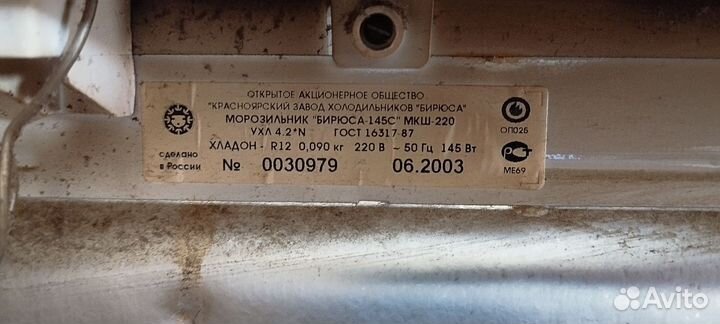 ОТКРЫТОЕ АКЦИОНЕРНОЕ ОБЩЕСТВО
"КРАСНОЯРСКИЙ ЗАВОД ХОЛОДИЛЬНИКОВ "БИРЮСА"
МОРОЗИЛЬНИК "БИРЮСА-145С" МКШ-220
УХЛ 4.2*N ГОСТ 16317-87
ХЛАДОН - R12 0,090 кг 220 В ~ 50 Гц 145 Вт
сделано
в России
№ 0030979 06.2003
ОП025
МЕ69
Avito